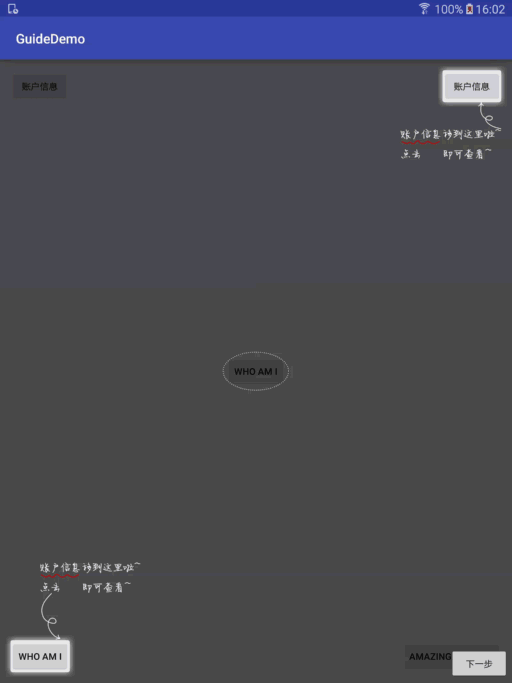 100% 16:02
GuideDemo
账户信息
账户信息
账户信息移到这里啦~
点击 即可查看~
WHO AM I
账户信息移到这里啦~
点击 即可查看~
WHO AM I
AMAZING
下一步